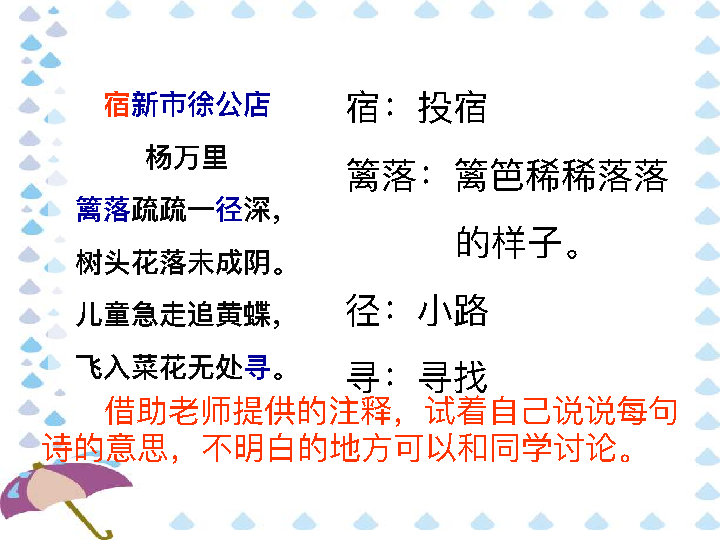 宿新市徐公店
杨万里
篱落疏疏一径深，
树头花落未成阴。
儿童急走追黄蝶，
飞入菜花无处寻。
宿：投宿
篱落：篱笆稀稀落落
的样子。
径：小路
寻：寻找
借助老师提供的注释，试着自己说说每句
诗的意思，不明白的地方可以和同学讨论。